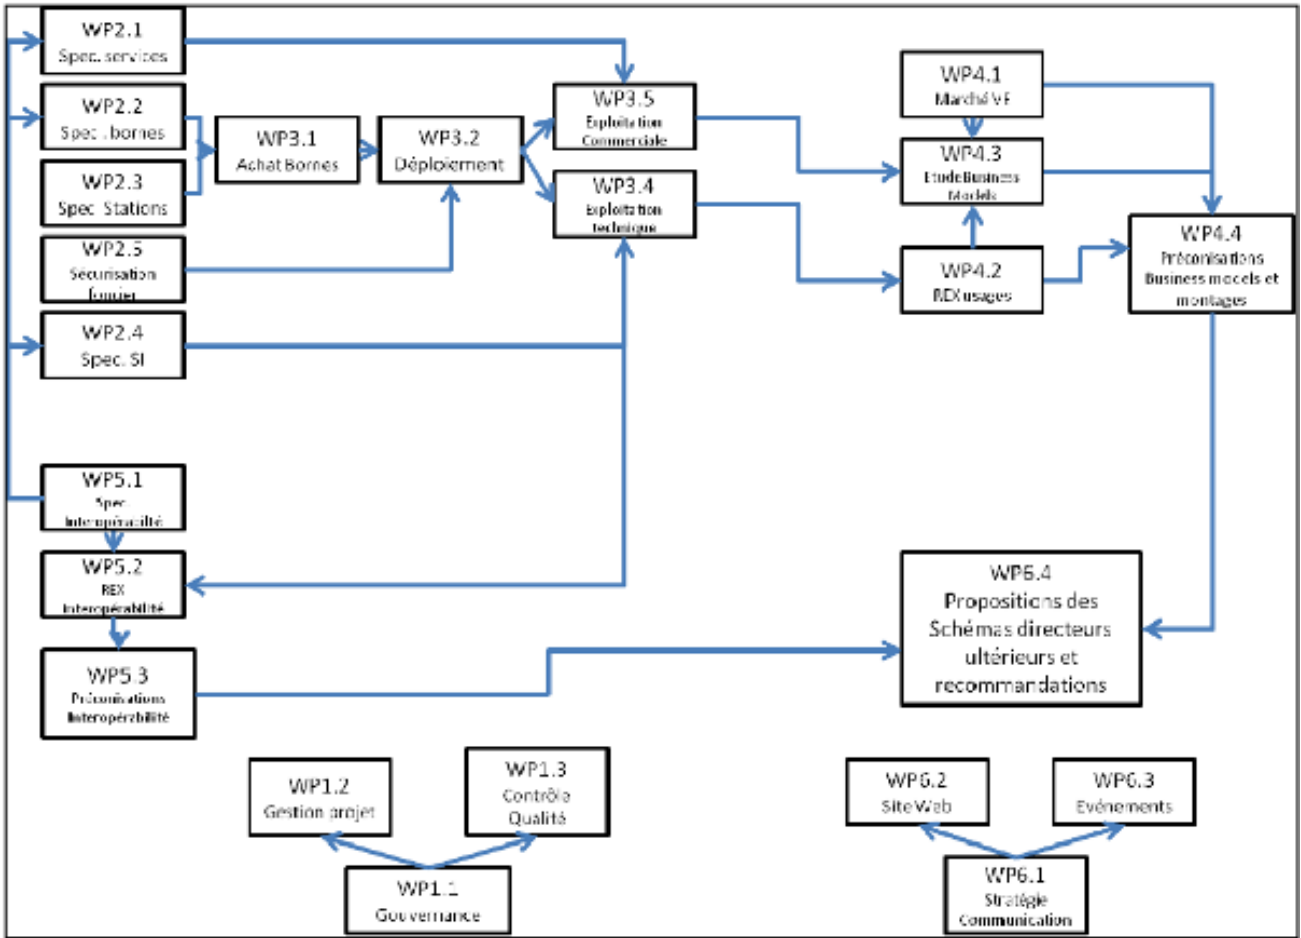 WP2.1
Spec. services
WP2.2
Spec. bornes
WP2.3
Spec. Stations
WP2.5
Sécurisation
foncier
WP2.4
Spec. SI
WP3.1
Achat Bornes
WP3.2
Déploiement
WP3.5
Exploitation
Commerciale
WP3.4
Exploitation
technique
WP4.1
Marché VE
WP4.3
Etude Business
Models
WP4.2
REX usages
WP4.4
Préconisations
Business models et
montages
WP5.1
Spec.
Interopérabilté
WP5.2
REX
Interopérabilité
WP5.3
Préconisations
Interopérabilité
WP6.4
Propositions des
Schémas directeurs
ultérieurs et
recommandations
WP1.2
Gestion projet
WP1.3
Contrôle
Qualité
WP1.1
Gouvernance
WP6.2
Site Web
WP6.3
Evénements
WP6.1
Stratégie
Communication